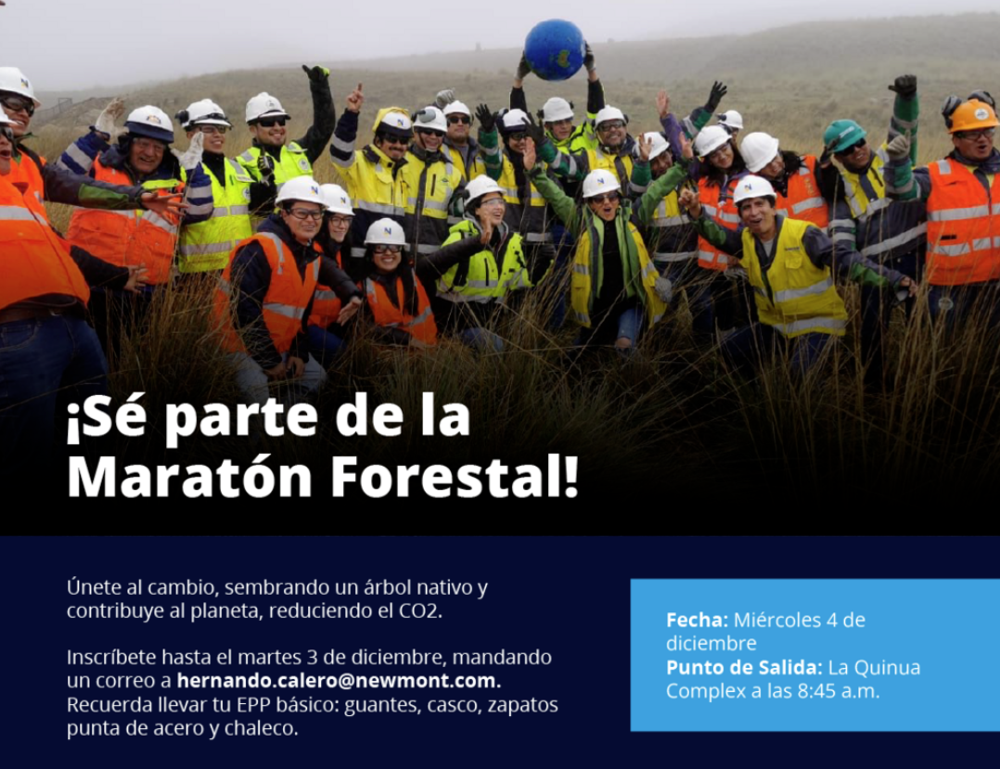 ¡Sé parte de la
Maratón Forestal!
Únete al cambio, sembrando un árbol nativo y
contribuye al planeta, reduciendo el CO2.
Inscríbete hasta el martes 3 de diciembre, mandando
un correo a hernando.calero@newmont.com.
Recuerda llevar tu EPP básico: guantes, casco, zapatos
punta de acero y chaleco.
Fecha: Miércoles 4 de
diciembre
Punto de Salida: La Quinua
Complex a las 8:45 a.m.